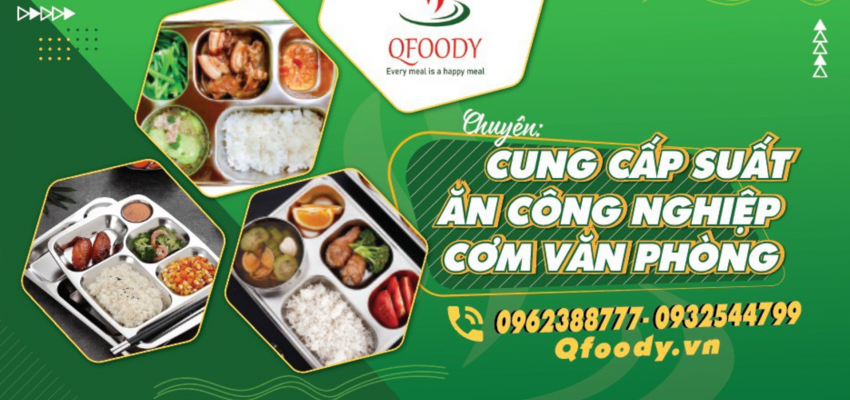 QFOODY
Every meal is a happy meal
Chuyên:
CUNG CẤP SUẤT
ĂN CÔNG NGHIỆP
CƠM VĂN PHÒNG
0962388777- 0932544799
Qfoody.vn